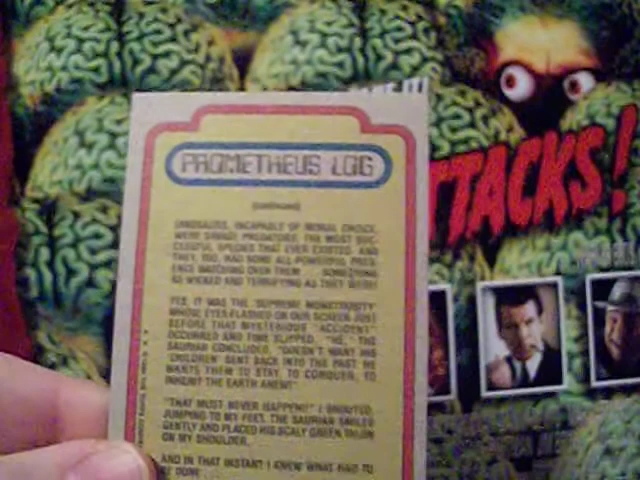 TTACKS!
PROMETHEUS LOG
(continued)
DINOSAURS, INCAPABLE OF MORAL CHOICE,
WERE SAVAGE PREDATORS, THE MOST SUC-
CESSFUL SPECIES THAT EVER EXISTED. AND
THEY, TOO, HAD SOME ALL POWERFUL PRES-
ENCE WATCHING OVER THEM ... SOMETHING
AS WICKED AND TERRIFYING AS THEY WERE!
YES, IT WAS THE 'SUPREME MONSTROSITY'
WHOSE EYES FLASHED ON OUR SCREEN JUST
BEFORE THAT MYSTERIOUS "ACCIDENT"
OCCURRED AND TIME SLIPPED. "HE," THE
SAURIAN CONCLUDED, "DOESN'T WANT HIS
'CHILDREN' SENT BACK INTO THE PAST. HE
WANTS THEM TO STAY, TO CONQUER, TO
INHERIT THE EARTH ANEW!"
"THAT MUST NEVER HAPPEN!" I SHOUTED,
JUMPING TO MY FEET. THE SAURIAN SMILED
GENTLY AND PLACED HIS SCALY GREEN TALON
ON MY SHOULDER.
AND IN THAT INSTANT I KNEW WHAT HAD TO
BE DONE